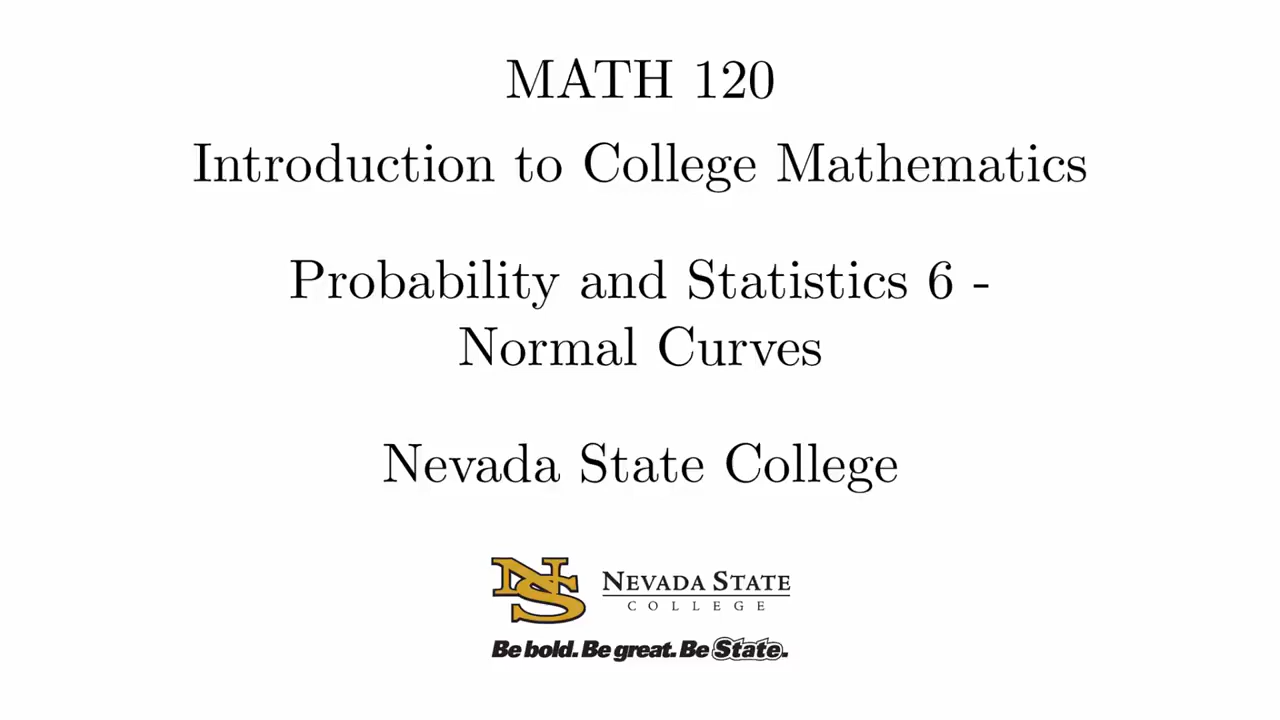 MATH 120
Introduction to College Mathematics
Probability and Statistics 6 -
Normal Curves
Nevada State College
NS
NEVADA STATE
COLLEGE
Be bold. Be great. Be State.